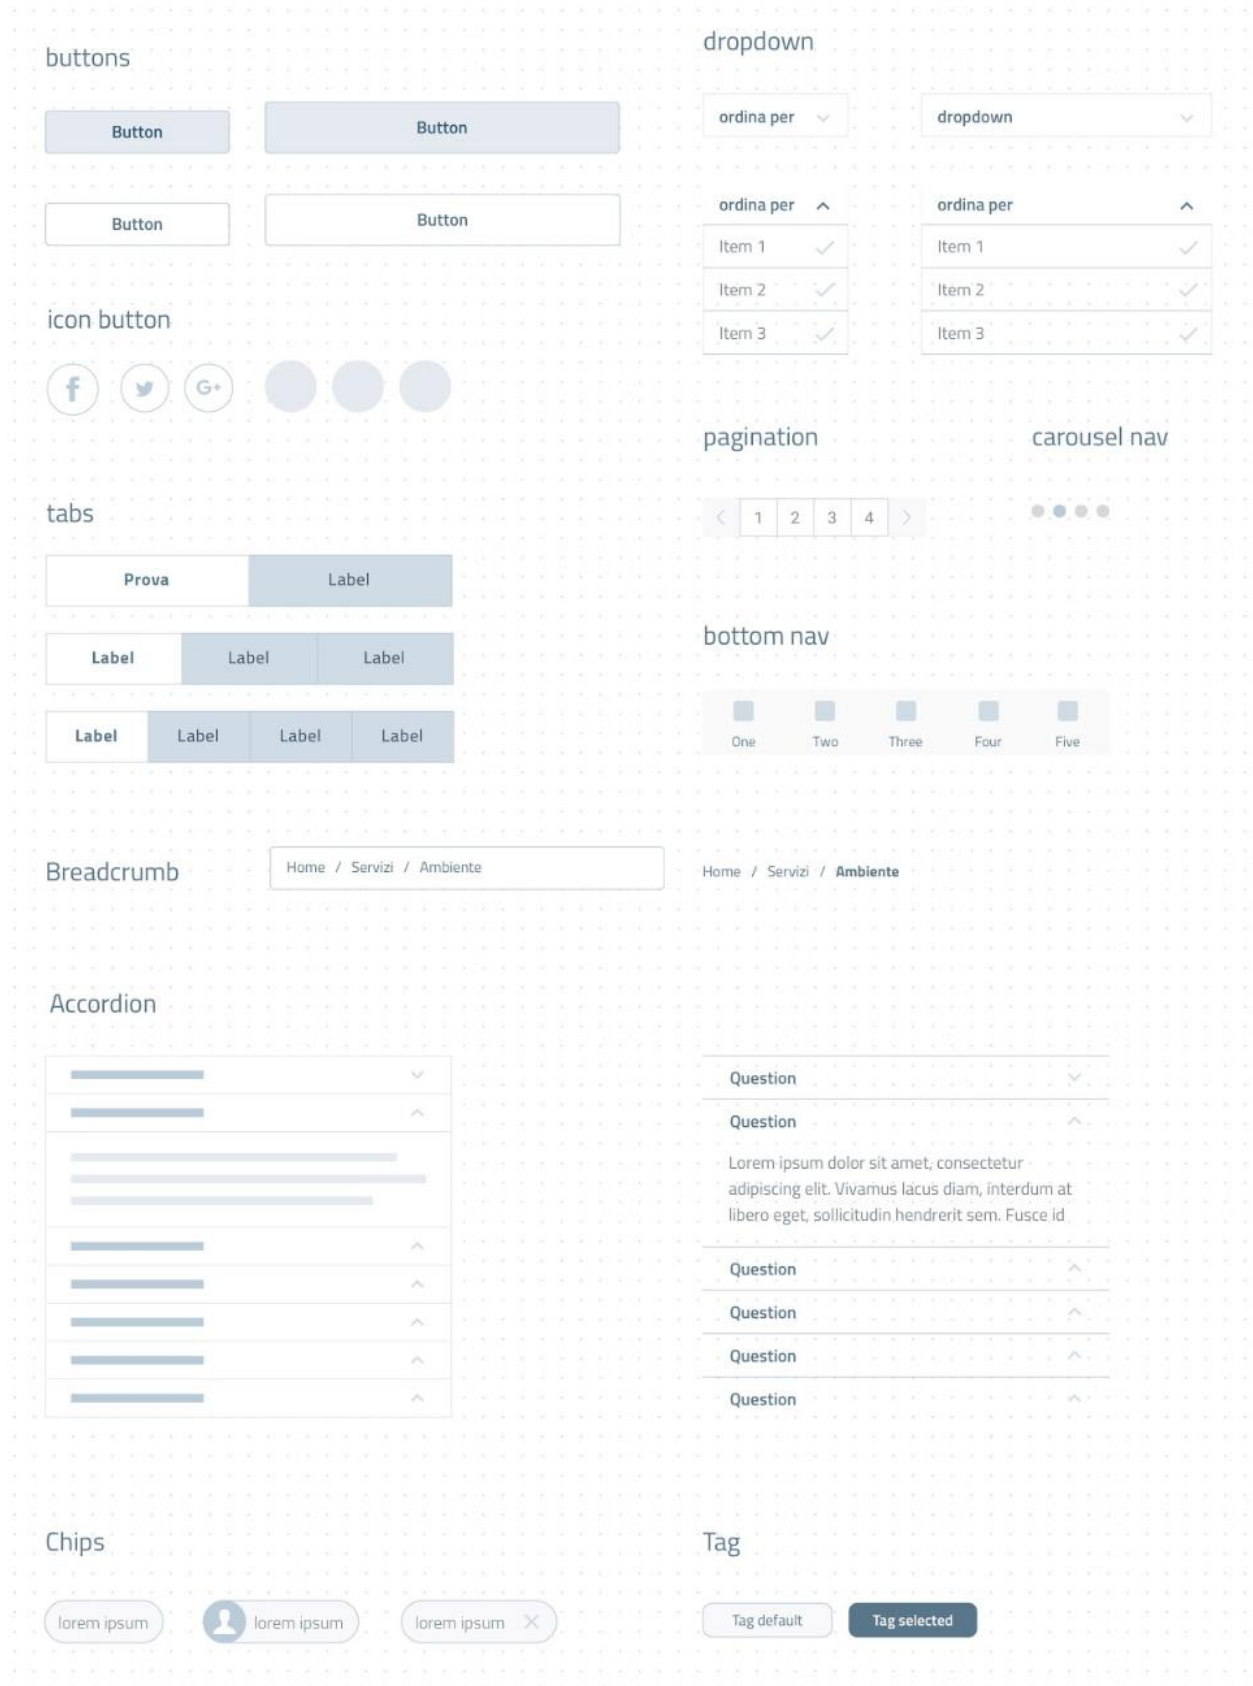 buttons
Button
Button
Button
Button
icon button
f
G+
tabs
Prova Label
Label Label Label
Label Label Label Label
dropdown
ordina per
dropdown
ordina per
Item 1
Item 2
Item 3
ordina per
Item 1
Item 2
Item 3
pagination
1 2 3 4
carousel nav
bottom nav
One Two Three Four Five
Breadcrumb
Home / Servizi / Ambiente
Home / Servizi / Ambiente
Accordion
Question
Question
Lorem ipsum dolor sit amet, consectetur
adipiscing elit. Vivamus lacus diam, interdum at
libero eget, sollicitudin hendrerit sem. Fusce id
Question
Question
Question
Question
Chips
lorem ipsum
lorem ipsum
lorem ipsum
Tag
Tag default
Tag selected